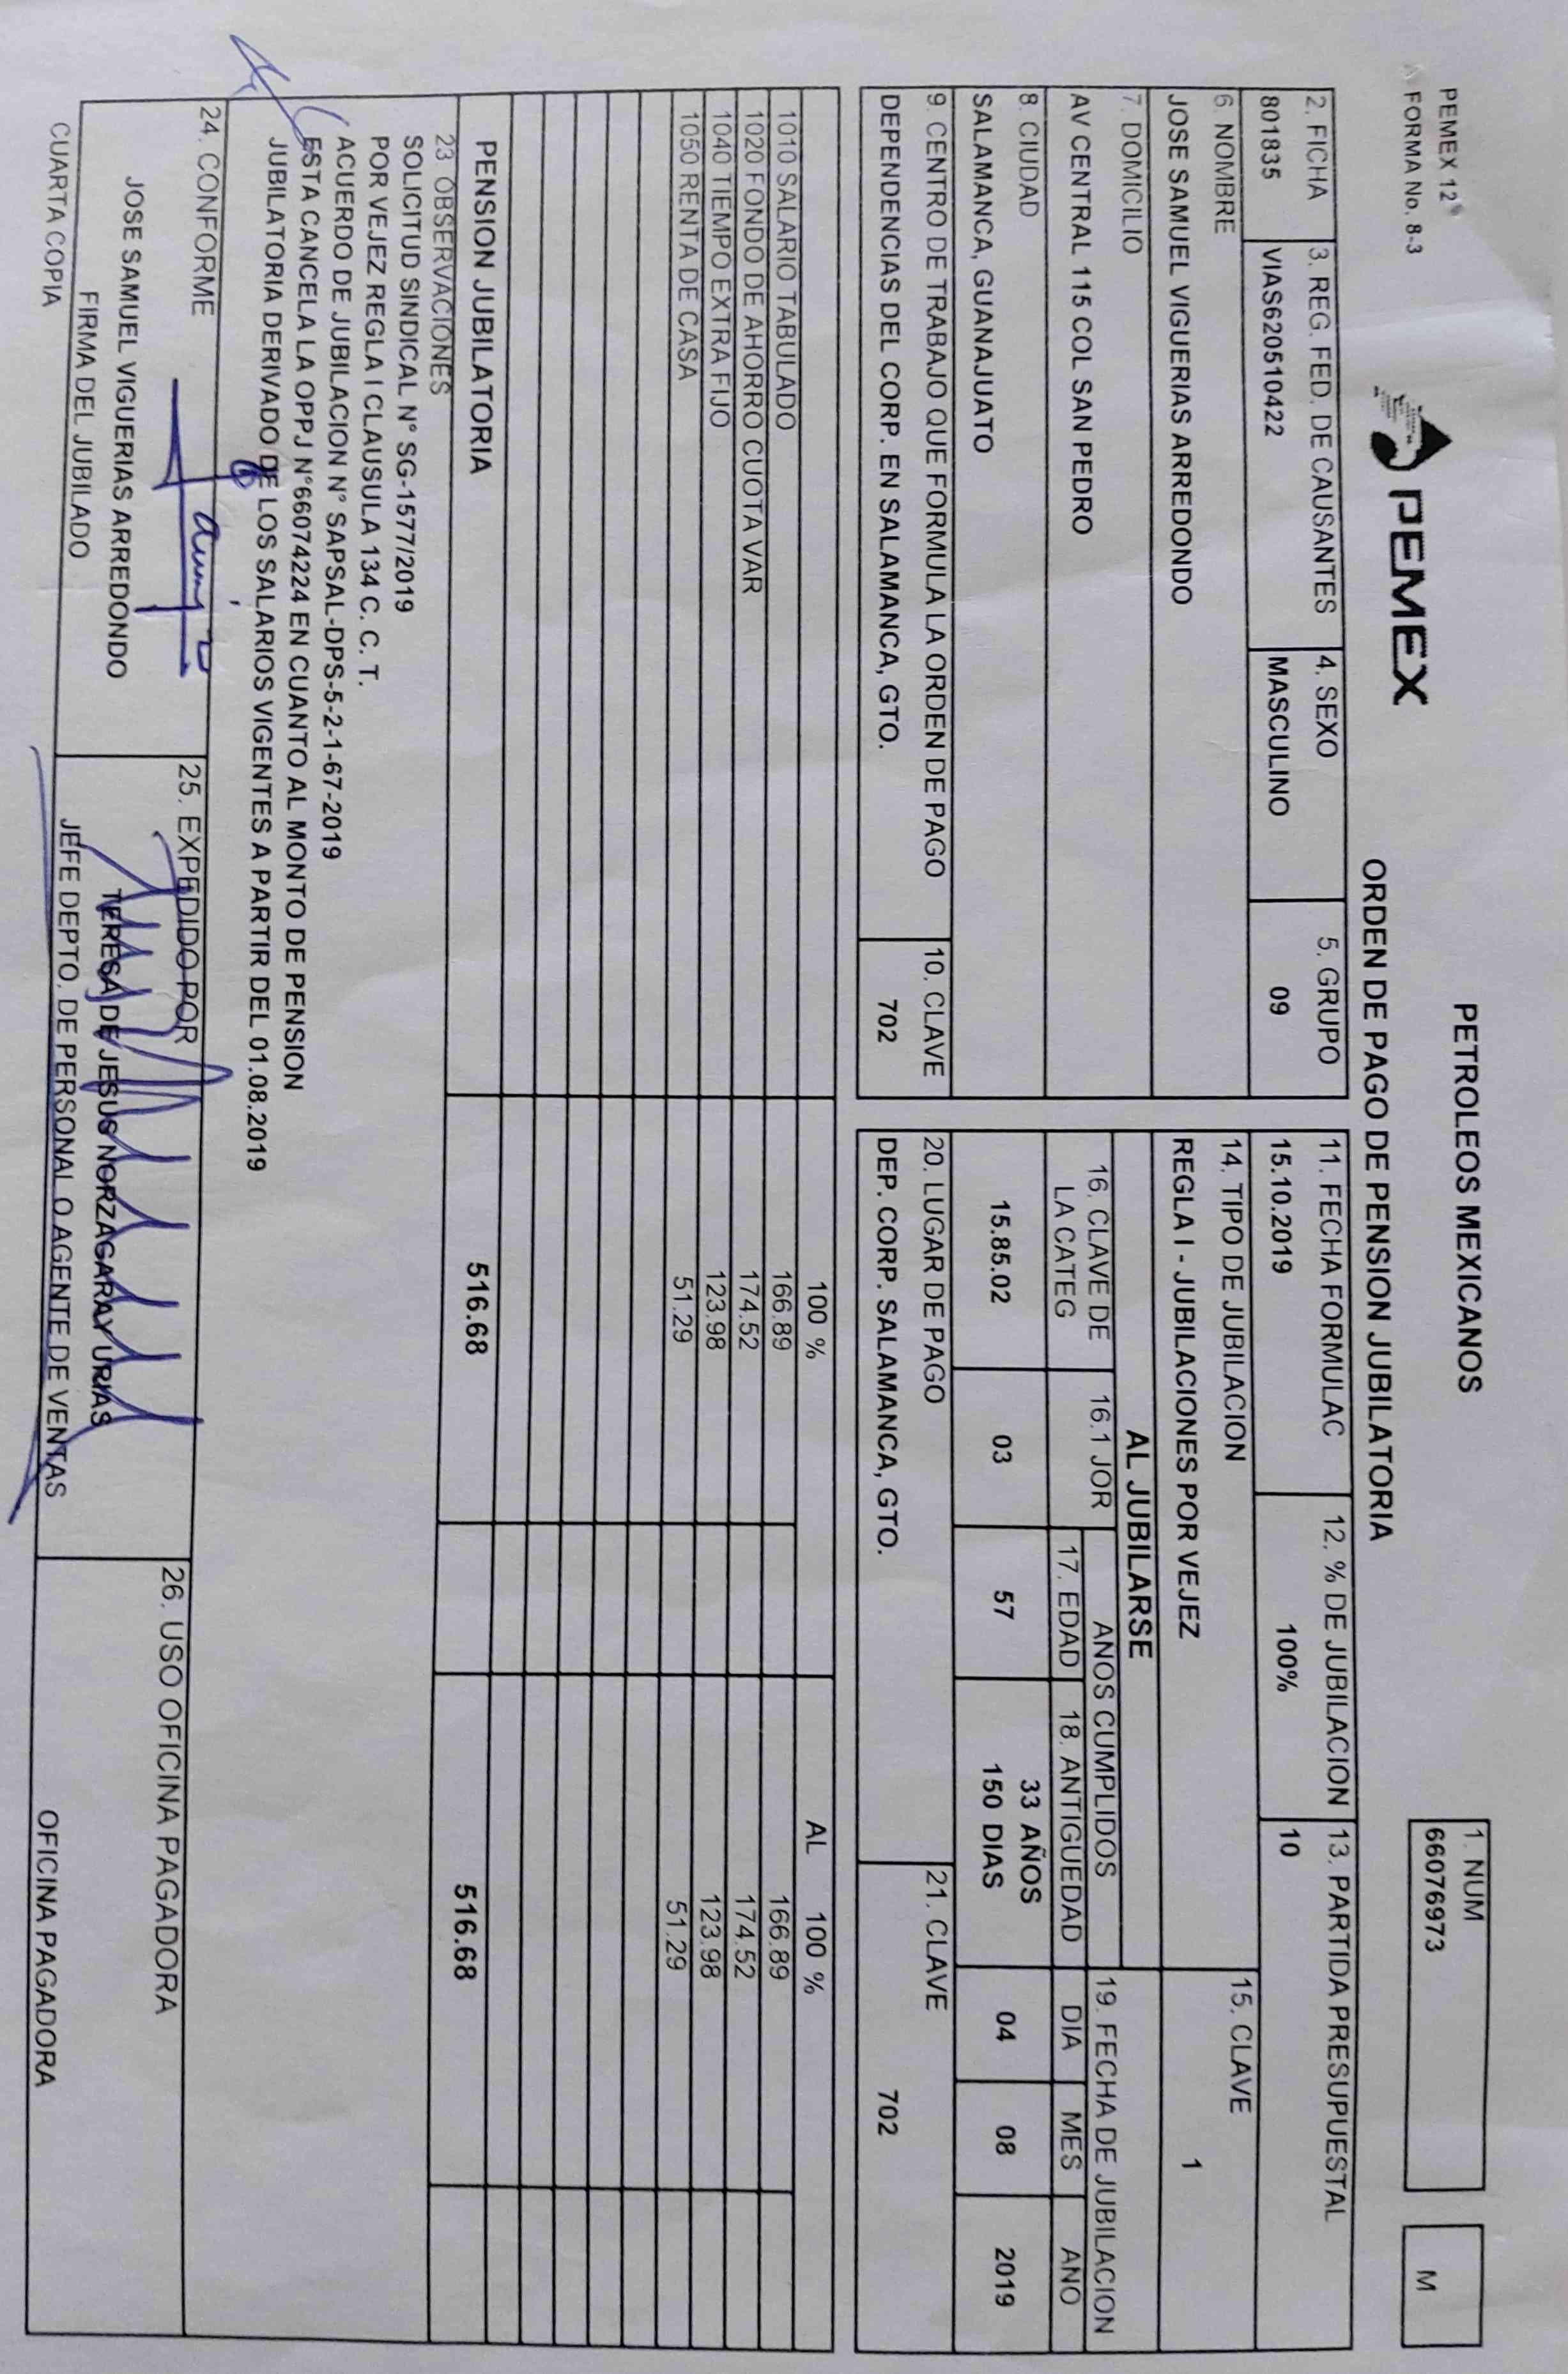 PEMEX 12
FORMA No. 8-3
PEMEX
PETROLEOS MEXICANOS
ORDEN DE PAGO DE PENSION JUBILATORIA
1. NUM
66076973
M
2. FICHA
3. REG. FED. DE CAUSANTES
4. SEXO
5. GRUPO
801835
VIAS620510422
MASCULINO
09
6. NOMBRE
JOSE SAMUEL VIGUERIAS ARREDONDO
7. DOMICILIO
AV CENTRAL 115 COL SAN PEDRO
8. CIUDAD
SALAMANCA, GUANAJUATO
9. CENTRO DE TRABAJO QUE FORMULA LA ORDEN DE PAGO
10. CLAVE
DEPENDENCIAS DEL CORP. EN SALAMANCA, GTO.
702
11. FECHA FORMULAC
12. % DE JUBILACION
13. PARTIDA PRESUPUESTAL
15.10.2019
100%
10
14. TIPO DE JUBILACION
15. CLAVE
REGLA I - JUBILACIONES POR VEJEZ
1
AL JUBILARSE
16. CLAVE DE
LA CATEG
16.1 JOR
ANOS CUMPLIDOS
17. EDAD
18. ANTIGUEDAD
19. FECHA DE JUBILACION
DIA
MES
ANO
15.85.02
03
57
33 AÑOS
150 DIAS
04
08
2019
20. LUGAR DE PAGO
21. CLAVE
DEP. CORP. SALAMANCA, GTO.
702
100 %
AL 100 %
1010 SALARIO TABULADO 166.89 166.89
1020 FONDO DE AHORRO CUOTA VAR 174.52 174.52
1040 TIEMPO EXTRA FIJO 123.98 123.98
1050 RENTA DE CASA 51.29 51.29
PENSION JUBILATORIA 516.68 516.68
23. OBSERVACIONES
SOLICITUD SINDICAL N° SG-1577/2019
POR VEJEZ REGLA I CLAUSULA 134 C. C. T.
ACUERDO DE JUBILACION N° SAPSAL-DPS-5-2-1-67-2019
ESTA CANCELA LA OPPJ N°66074224 EN CUANTO AL MONTO DE PENSION
JUBILATORIA DERIVADO DE LOS SALARIOS VIGENTES A PARTIR DEL 01.08.2019
24. CONFORME
JOSE SAMUEL VIGUERIAS ARREDONDO
FIRMA DEL JUBILADO
25. EXPEDIDO POR
TERESA DE JESUS NORZAGARAY URIAS
JEFE DEPTO. DE PERSONAL O AGENTE DE VENTAS
26. USO OFICINA PAGADORA
OFICINA PAGADORA
CUARTA COPIA